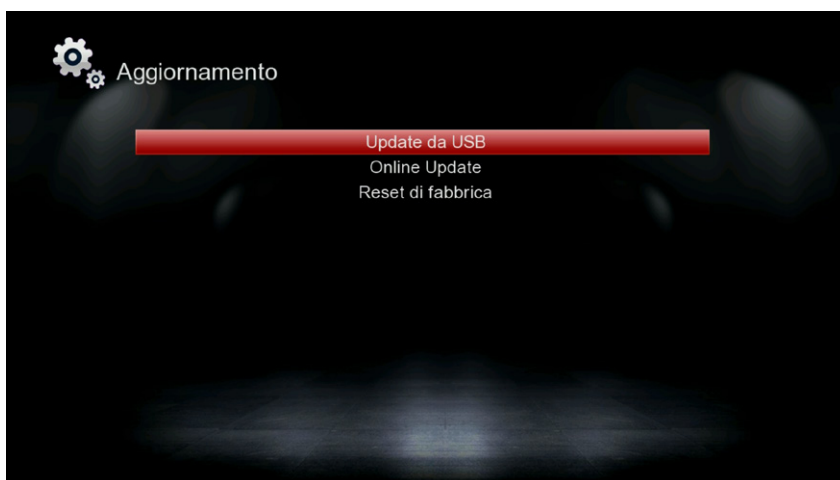 Aggiornamento
Update da USB
Online Update
Reset di fabbrica